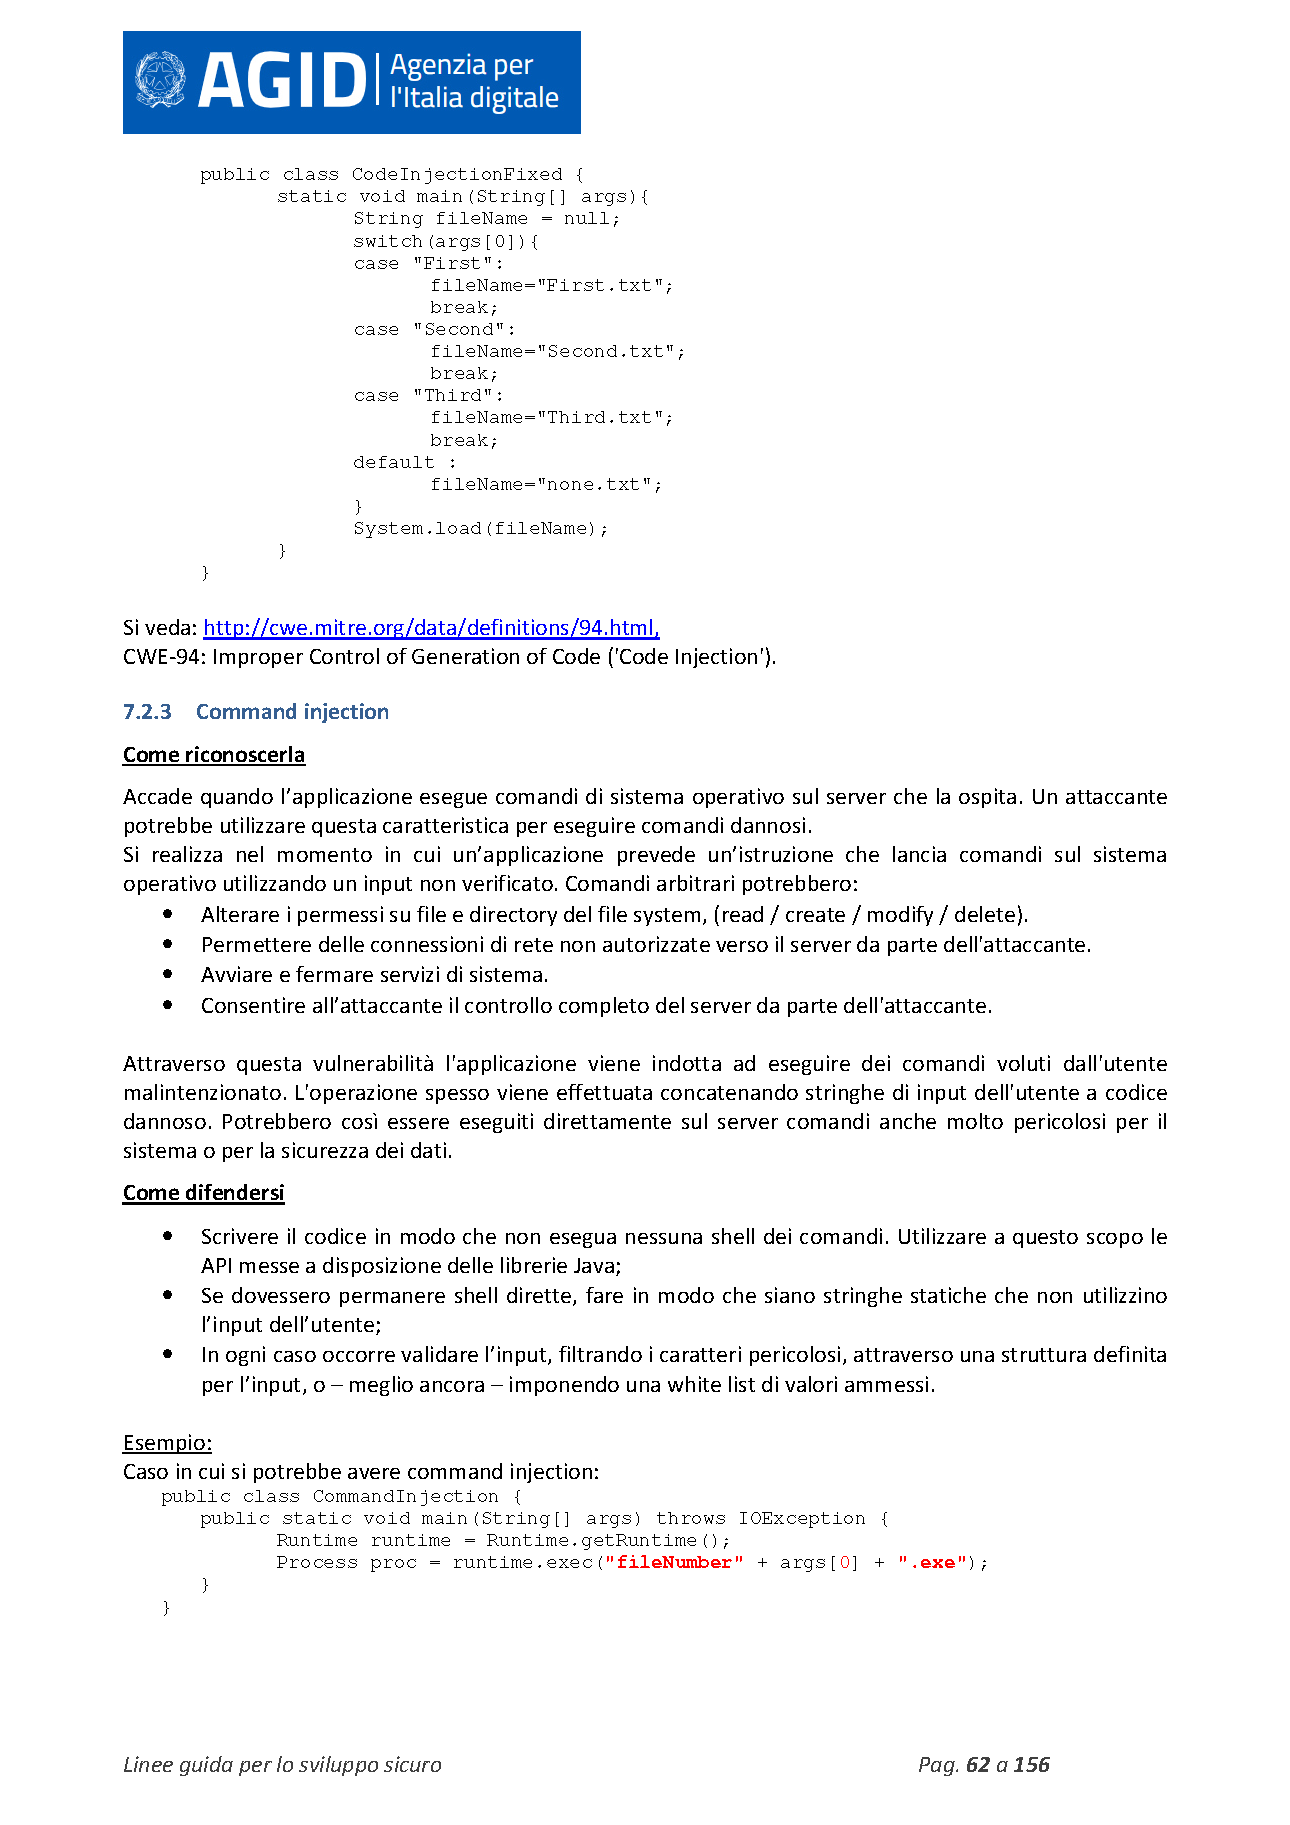 AGID Agenzia per
l'Italia digitale
public class CodeInjectionFixed {
static void main(String[] args){
String fileName = null;
switch(args[0]){
case "First":
fileName="First.txt";
break;
case "Second":
fileName="Second.txt";
break;
case "Third":
fileName="Third.txt";
break;
default :
fileName="none.txt";
}
System.load(fileName);
}
}
Si veda: http://cwe.mitre.org/data/definitions/94.html,
CWE-94: Improper Control of Generation of Code ('Code Injection').
7.2.3 Command injection
Come riconoscerla
Accade quando l’applicazione esegue comandi di sistema operativo sul server che la ospita. Un attaccante
potrebbe utilizzare questa caratteristica per eseguire comandi dannosi.
Si realizza nel momento in cui un’applicazione prevede un’istruzione che lancia comandi sul sistema
operativo utilizzando un input non verificato. Comandi arbitrari potrebbero:
• Alterare i permessi su file e directory del file system, (read / create / modify / delete).
• Permettere delle connessioni di rete non autorizzate verso il server da parte dell'attaccante.
• Avviare e fermare servizi di sistema.
• Consentire all’attaccante il controllo completo del server da parte dell'attaccante.
Attraverso questa vulnerabilità l'applicazione viene indotta ad eseguire dei comandi voluti dall'utente
malintenzionato. L'operazione spesso viene effettuata concatenando stringhe di input dell'utente a codice
dannoso. Potrebbero così essere eseguiti direttamente sul server comandi anche molto pericolosi per il
sistema o per la sicurezza dei dati.
Come difendersi
• Scrivere il codice in modo che non esegua nessuna shell dei comandi. Utilizzare a questo scopo le
API messe a disposizione delle librerie Java;
• Se dovessero permanere shell dirette, fare in modo che siano stringhe statiche che non utilizzino
l’input dell’utente;
• In ogni caso occorre validare l’input, filtrando i caratteri pericolosi, attraverso una struttura definita
per l’input, o – meglio ancora – imponendo una white list di valori ammessi.
Esempio:
Caso in cui si potrebbe avere command injection:
public class CommandInjection {
public static void main(String[] args) throws IOException {
Runtime runtime = Runtime.getRuntime();
Process proc = runtime.exec("fileNumber" + args[0] + ".exe");
}
}
Linee guida per lo sviluppo sicuro Pag. 62 a 156